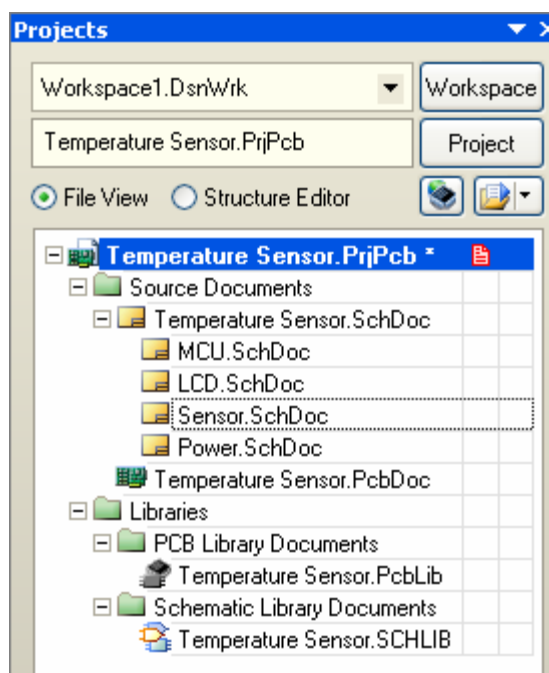 Projects
Workspace1.DsnWrk Workspace
Temperature Sensor.PrjPcb Project
File View Structure Editor
Temperature Sensor.PrjPcb *
Source Documents
Temperature Sensor.SchDoc
MCU.SchDoc
LCD.SchDoc
Sensor.SchDoc
Power.SchDoc
Temperature Sensor.PcbDoc
Libraries
PCB Library Documents
Temperature Sensor.PcbLib
Schematic Library Documents
Temperature Sensor.SCHLIB